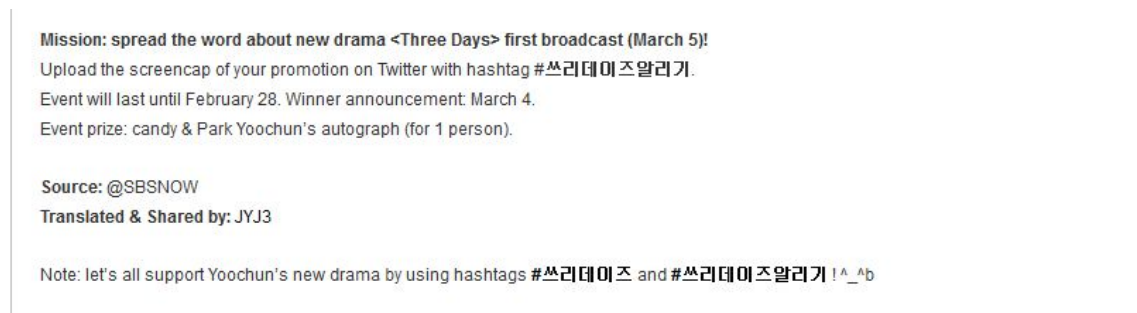 Mission: spread the word about new drama <Three Days> first broadcast (March 5)!
Upload the screencap of your promotion on Twitter with hashtag #쓰리데이즈알리기.
Event will last until February 28. Winner announcement: March 4.
Event prize: candy & Park Yoochun's autograph (for 1 person).
Source: @SBSNOW
Translated & Shared by: JYJ3
Note: let's all support Yoochun's new drama by using hashtags #쓰리데이즈 and #쓰리데이즈알리기 ! ^_^b